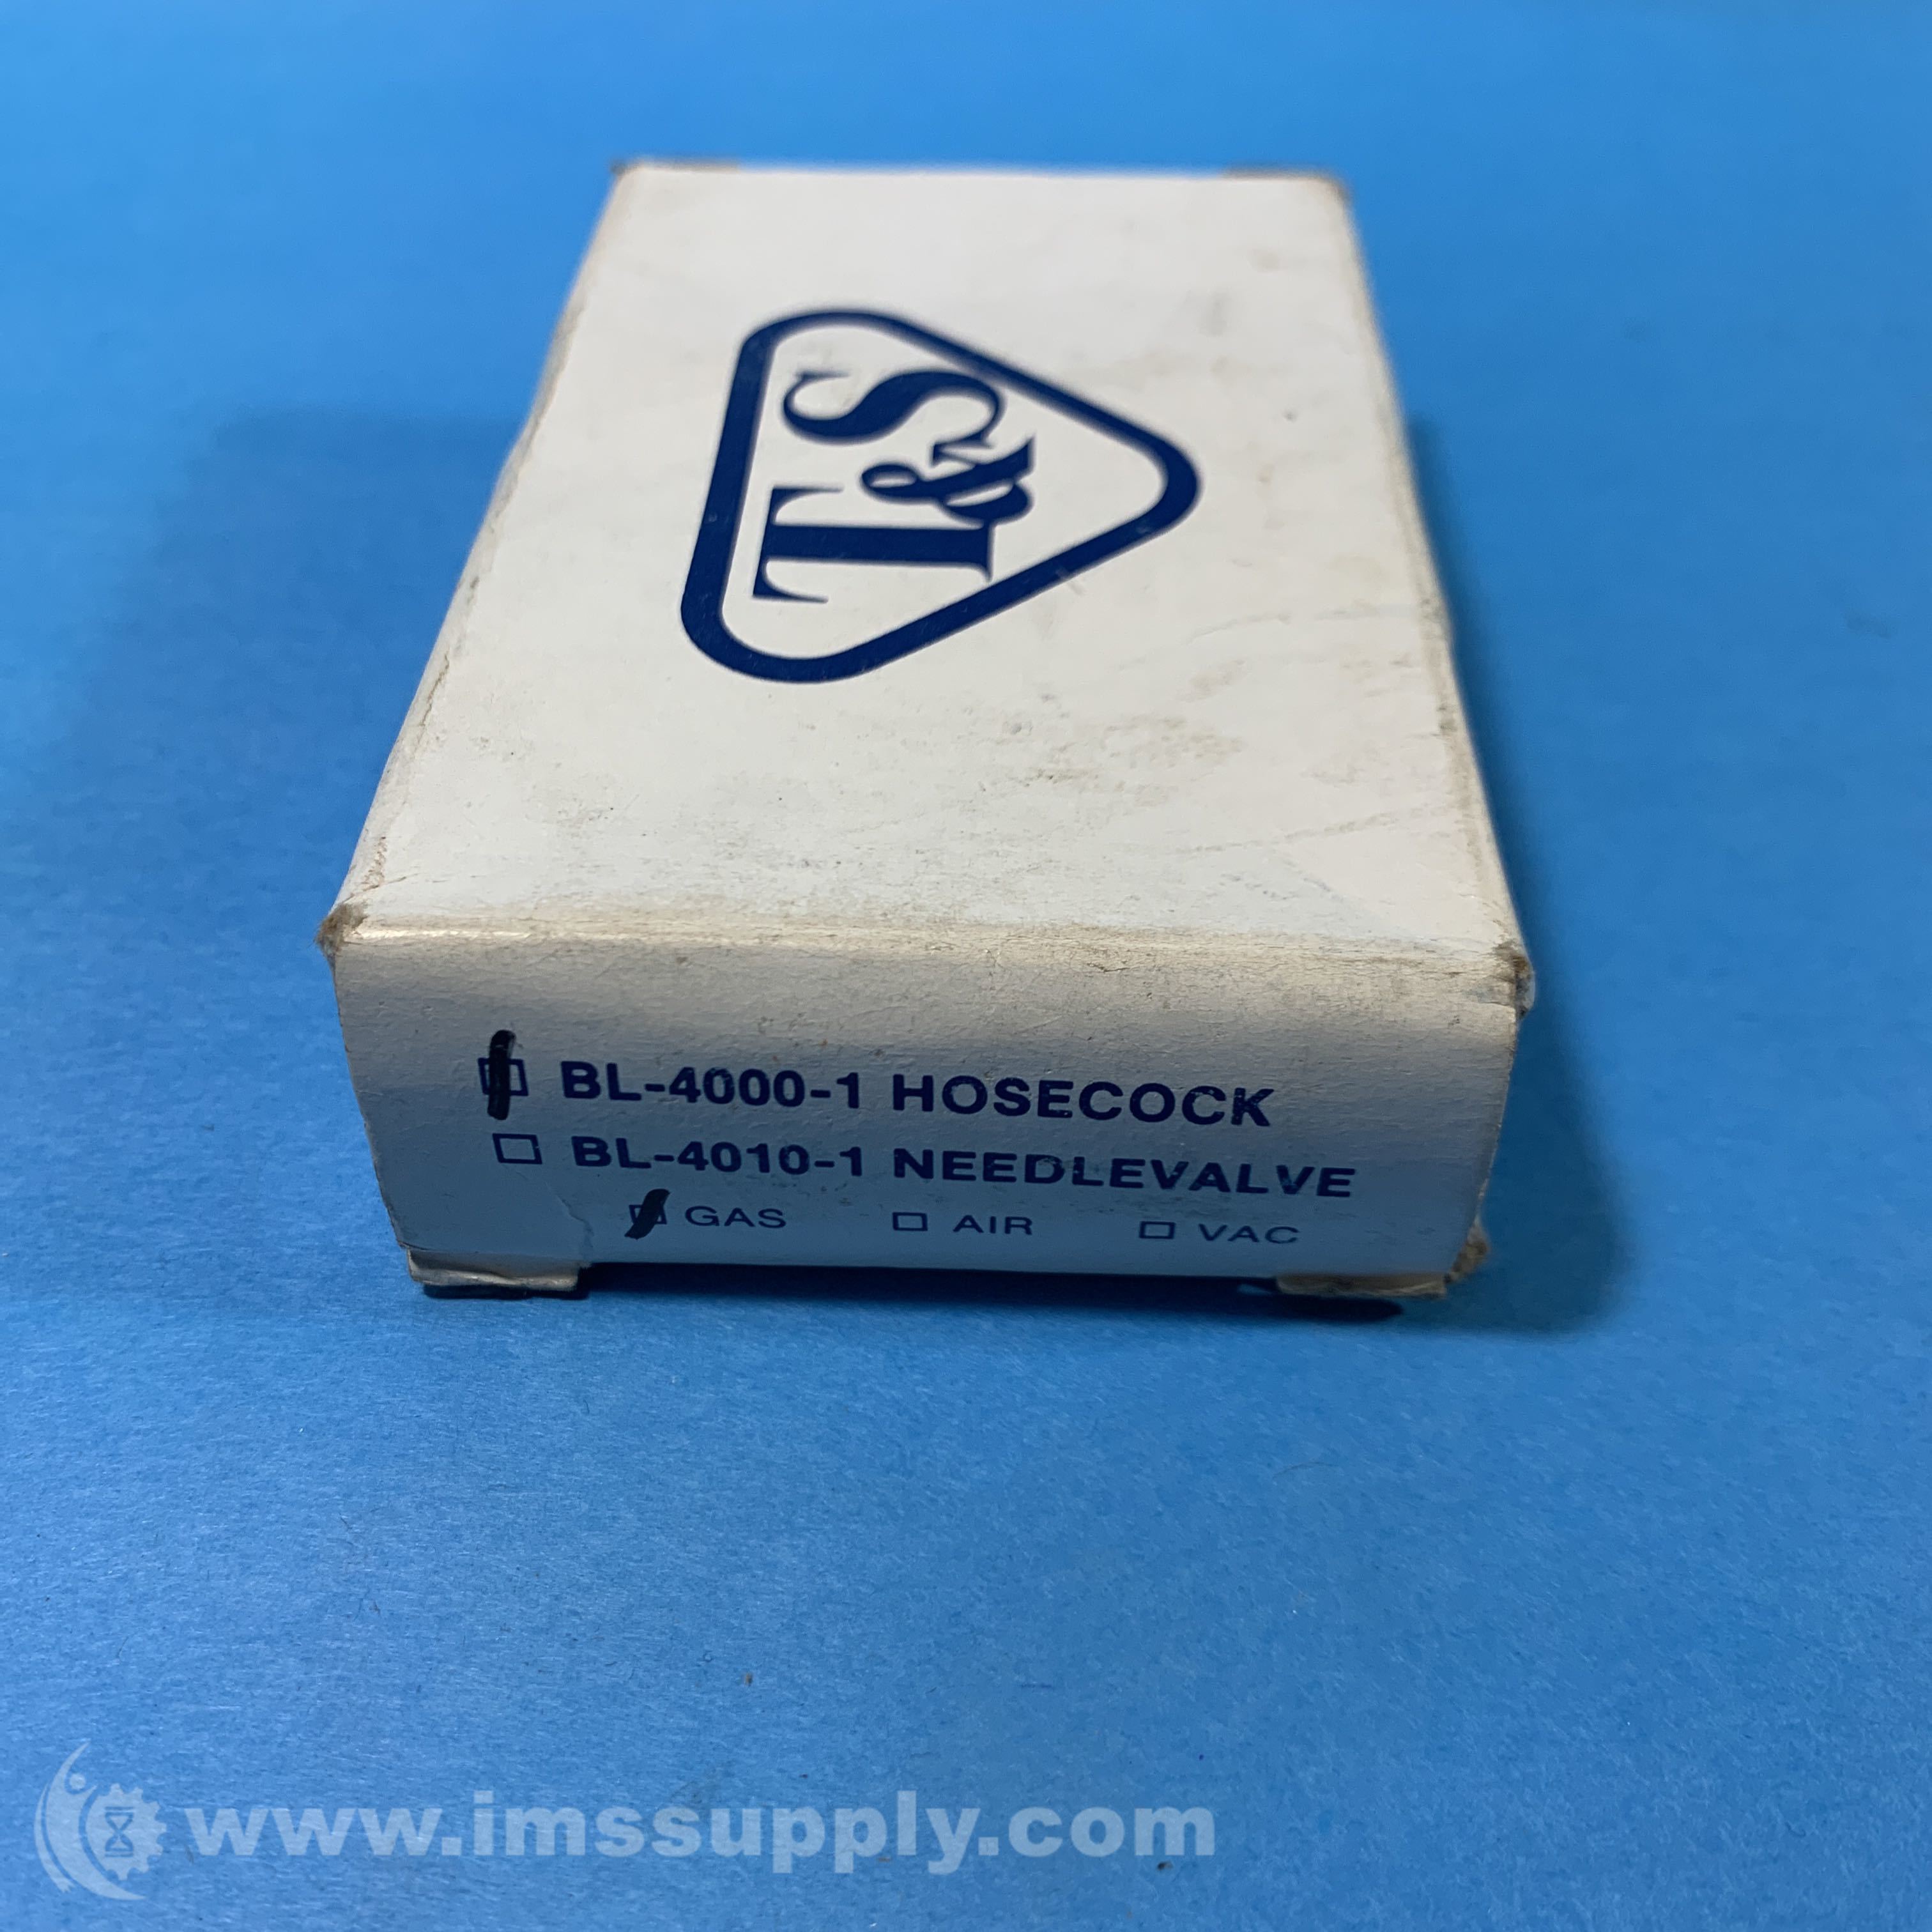 T&S
☐ BL-4000-1 HOSECOCK
☐ BL-4010-1 NEEDLEVALVE
☐ GAS ☐ AIR ☐ VAC
www.imssupply.com